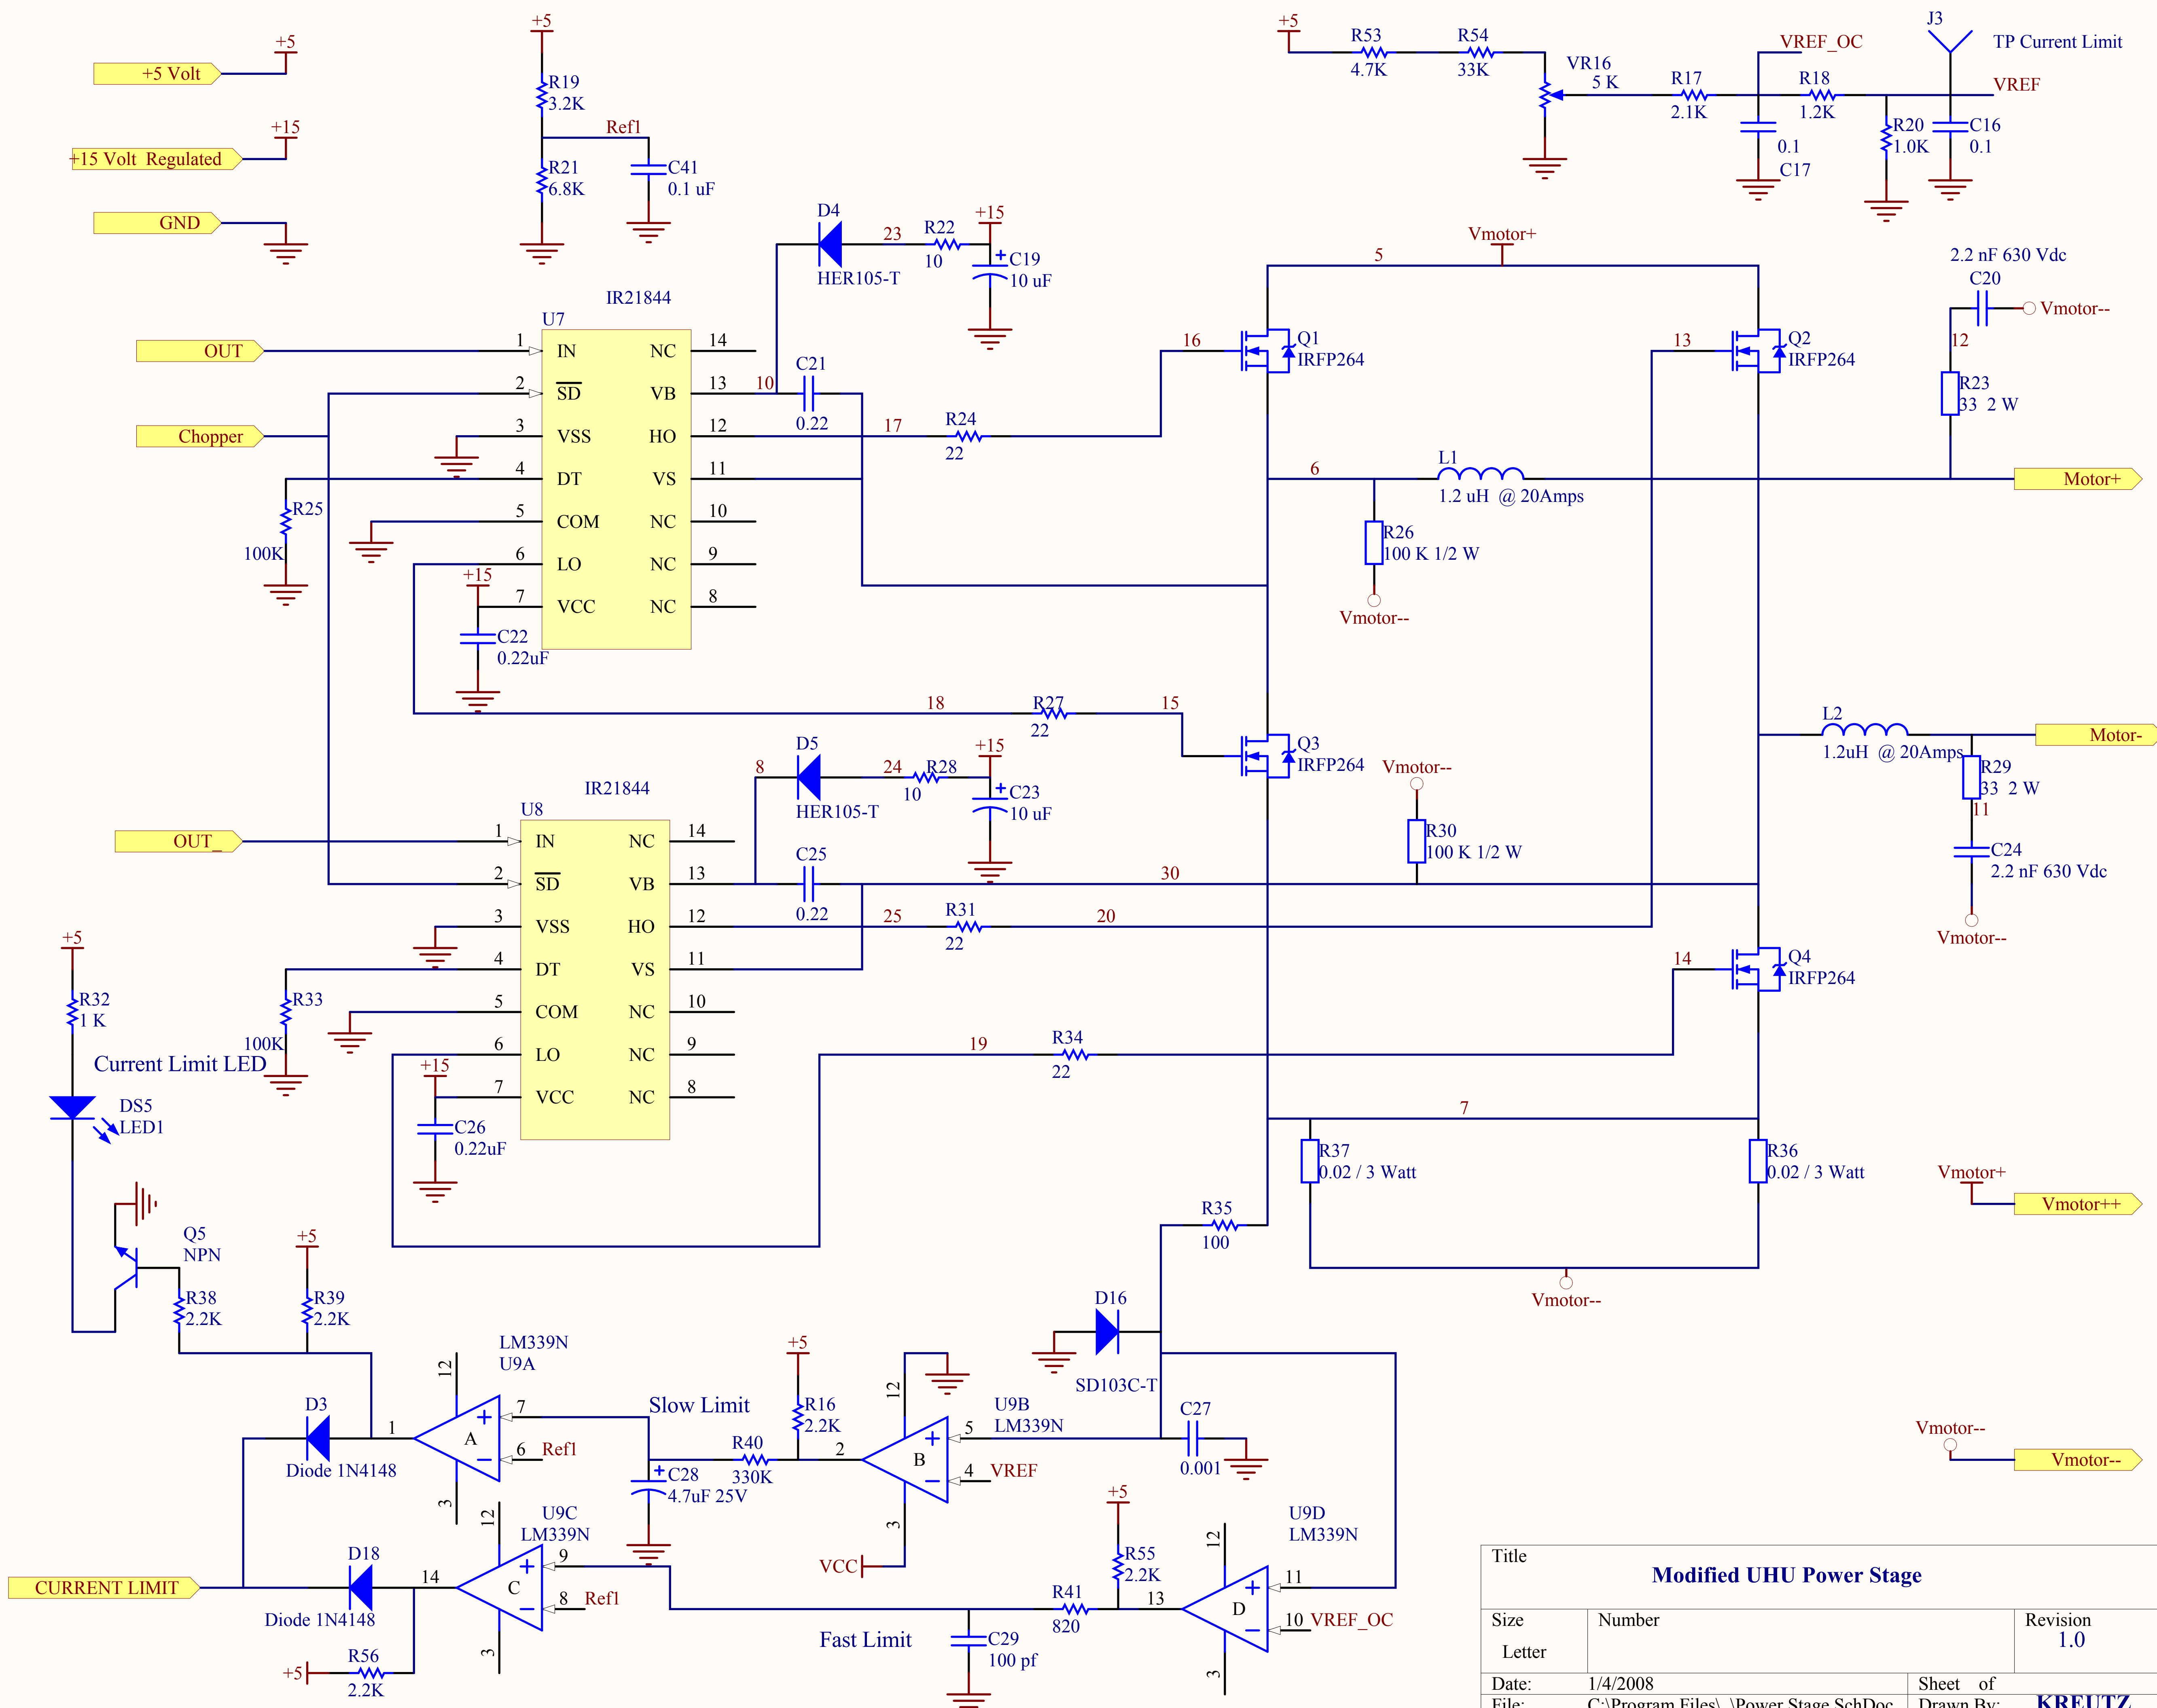 +5 Volt
+5
+15 Volt Regulated
+15
GND
+5
R19
3.2K
Ref1
R21
6.8K
C41
0.1 uF
+5
R53
4.7K
R54
33K
VR16
5 K
R17
2.1K
VREF_OC
R18
1.2K
J3
TP Current Limit
VREF
0.1
C17
R20
1.0K
C16
0.1
D4
HER105-T
23
R22
10
+15
C19
10 uF
Vmotor+
5
2.2 nF 630 Vdc
C20
Vmotor--
12
R23
33 2 W
IR21844
U7
OUT
Chopper
1 IN NC 14
2 SD VB 13
3 VSS HO 12
4 DT VS 11
5 COM NC 10
6 LO NC 9
7 VCC NC 8
10
C21
0.22
17
R24
22
16
Q1
IRFP264
13
Q2
IRFP264
R25
100K
+15
C22
0.22uF
6
L1
1.2 uH @ 20Amps
Motor+
R26
100 K 1/2 W
Vmotor--
18
R27
22
15
Q3
IRFP264
L2
1.2uH @ 20Amps
Motor-
R29
33 2 W
11
C24
2.2 nF 630 Vdc
Vmotor--
D5
8
HER105-T
24
R28
10
+15
C23
10 uF
Vmotor--
R30
100 K 1/2 W
IR21844
U8
OUT_
1 IN NC 14
2 SD VB 13
3 VSS HO 12
4 DT VS 11
5 COM NC 10
6 LO NC 9
7 VCC NC 8
C25
0.22
30
25
R31
22
20
14
Q4
IRFP264
+5
R32
1 K
R33
100K
Current Limit LED
DS5
LED1
+15
C26
0.22uF
19
R34
22
7
R37
0.02 / 3 Watt
R36
0.02 / 3 Watt
Vmotor--
Vmotor+
Vmotor++
Vmotor--
Vmotor--
R35
100
Q5
NPN
R38
2.2K
+5
R39
2.2K
LM339N
U9A
12
A
7
6
Ref1
1
3
D3
Diode 1N4148
Slow Limit
+5
R16
2.2K
R40
330K
C28
4.7uF 25V
12
U9B
LM339N
B
2
5
4
VREF
3
VCC
D16
SD103C-T
C27
0.001
CURRENT LIMIT
D18
Diode 1N4148
U9C
LM339N
12
C
14
9
8
Ref1
3
+5
R56
2.2K
Fast Limit
C29
100 pf
R41
820
+5
R55
2.2K
U9D
LM339N
12
D
13
11
10
VREF_OC
3
Title
Modified UHU Power Stage
Size
Number
Revision
Letter
1.0
Date: 1/4/2008
Sheet of
File: C:\Program Files\..\Power Stage.SchDoc
Drawn By: KREUTZ